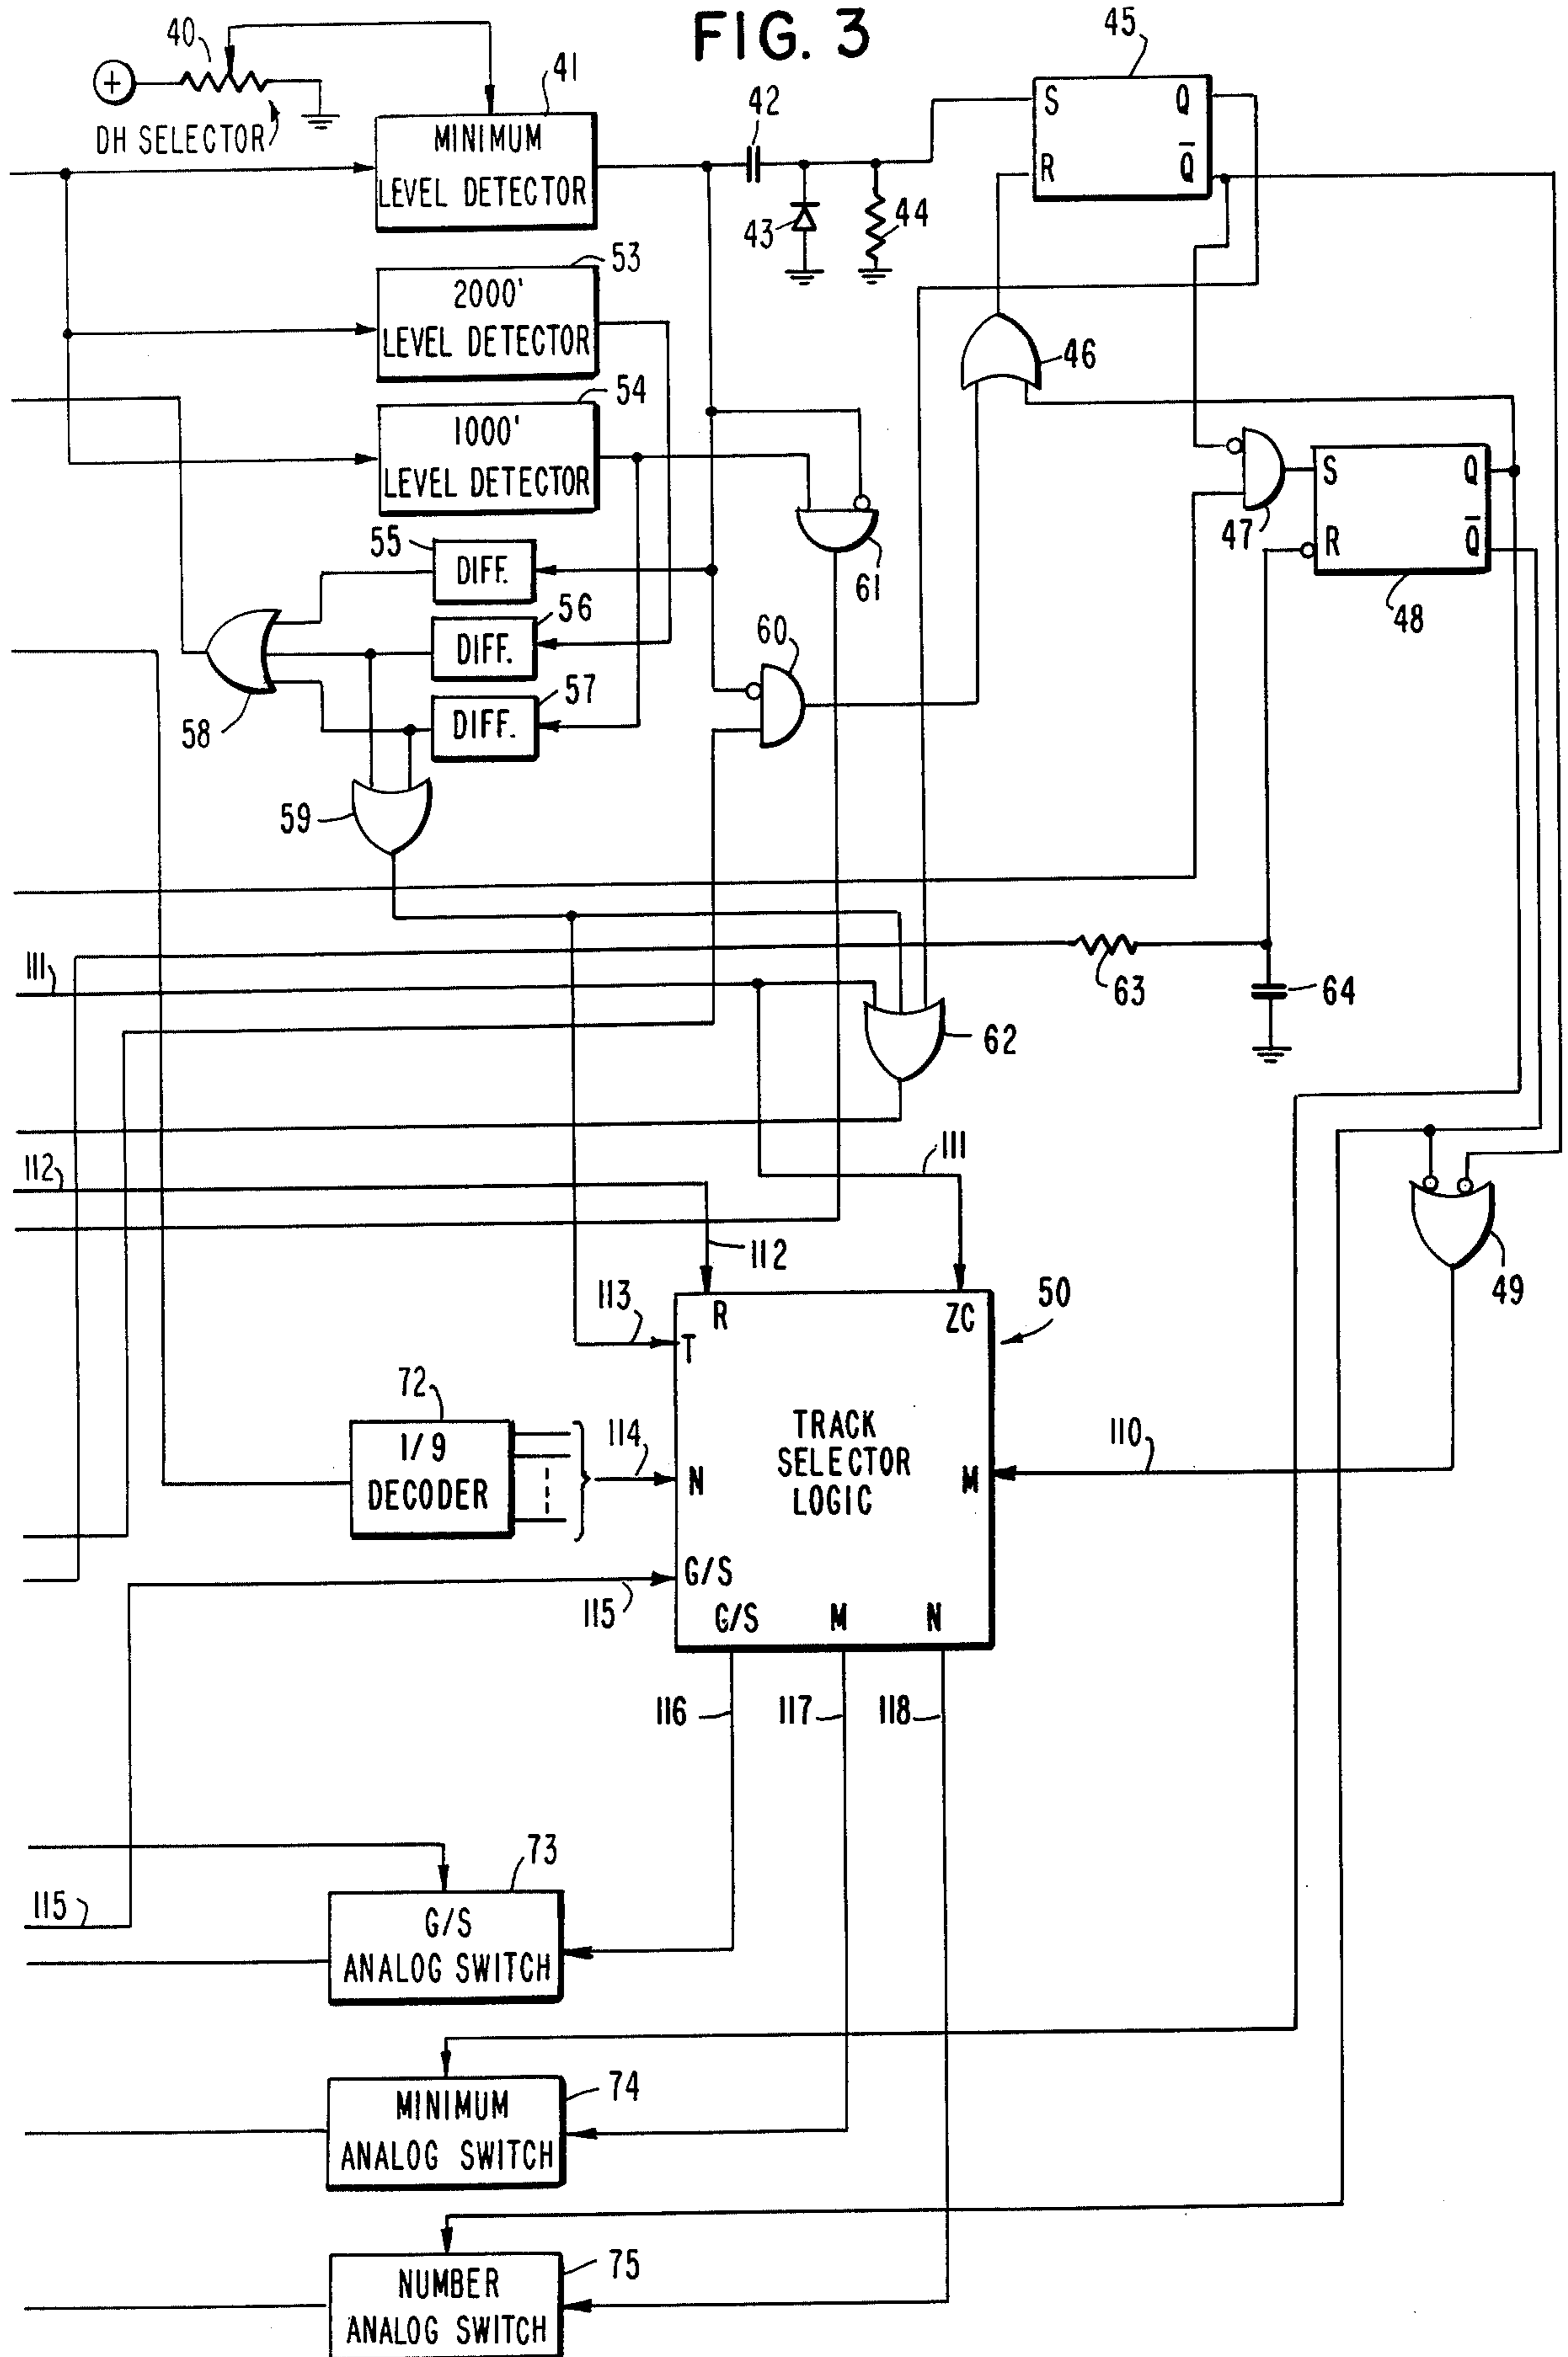 FIG. 3
40
DH SELECTOR
41
MINIMUM
LEVEL DETECTOR
42
43
44
45
S Q
R Q̅
46
53
2000'
LEVEL DETECTOR
54
1000'
LEVEL DETECTOR
47
S Q
R Q̅
48
55
DIFF.
56
DIFF.
57
DIFF.
58
59
60
61
111
63
64
62
112
111
112
49
113
50
R
ZC
T
72
1/9
DECODER
114
N
TRACK
SELECTOR
LOGIC
M
110
G/S
115
G/S M N
116
117
118
73
115
G/S
ANALOG SWITCH
74
MINIMUM
ANALOG SWITCH
75
NUMBER
ANALOG SWITCH